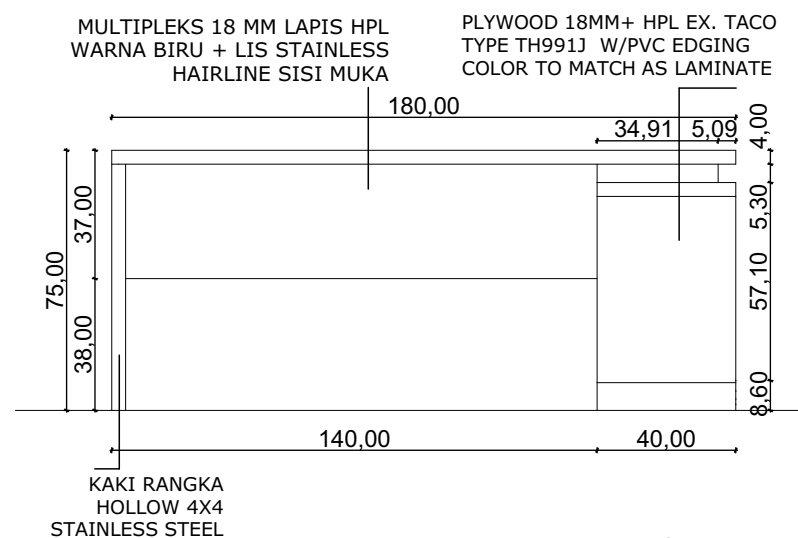 MULTIPLEKS 18 MM LAPIS HPL
WARNA BIRU + LIS STAINLESS
HAIRLINE SISI MUKA
PLYWOOD 18MM+ HPL EX. TACO
TYPE TH991J W/PVC EDGING
COLOR TO MATCH AS LAMINATE
180,00
34,91
5,09
4,00
37,00
5,30
75,00
57,10
38,00
8,60
140,00
40,00
KAKI RANGKA
HOLLOW 4X4
STAINLESS STEEL